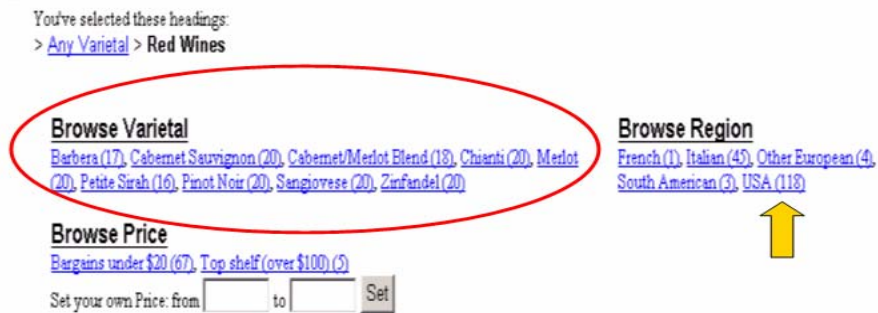 You've selected these headings:
> Any Varietal > Red Wines
Browse Varietal
Barbera (17), Cabernet Sauvignon (20), Cabernet/Merlot Blend (18), Chianti (20), Merlot
(20), Petite Sirah (16), Pinot Noir (20), Sangiovese (20), Zinfandel (20)
Browse Region
French (1), Italian (45), Other European (4),
South American (3), USA (118)
Browse Price
Bargains under $20 (67), Top shelf (over $100) (5)
Set your own Price: from to Set